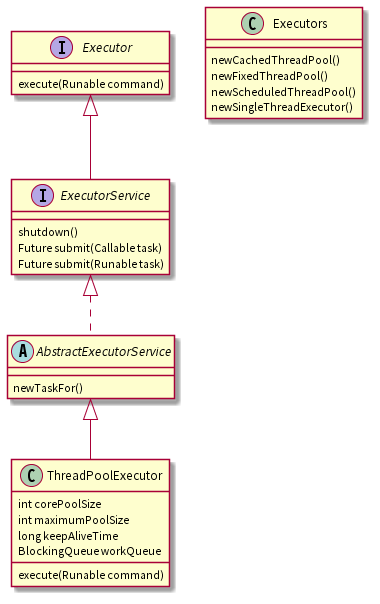 I Executor
execute(Runable command)
C Executors
newCachedThreadPool()
newFixedThreadPool()
newScheduledThreadPool()
newSingleThreadExecutor()
I ExecutorService
shutdown()
Future submit(Callable task)
Future submit(Runable task)
A AbstractExecutorService
newTaskFor()
C ThreadPoolExecutor
int corePoolSize
int maximumPoolSize
long keepAliveTime
BlockingQueue workQueue
execute(Runable command)